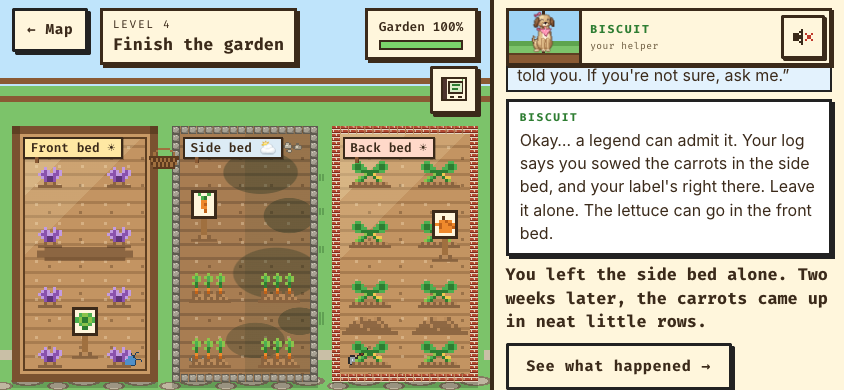 ← Map
LEVEL 4
Finish the garden
Garden 100%
Front bed ☀
Side bed ⛅
Back bed ☀
BISCUIT
your helper
told you. If you're not sure, ask me.”
BISCUIT
Okay... a legend can admit it. Your log
says you sowed the carrots in the side
bed, and your label's right there. Leave
it alone. The lettuce can go in the front
bed.
You left the side bed alone. Two
weeks later, the carrots came up
in neat little rows.
See what happened →